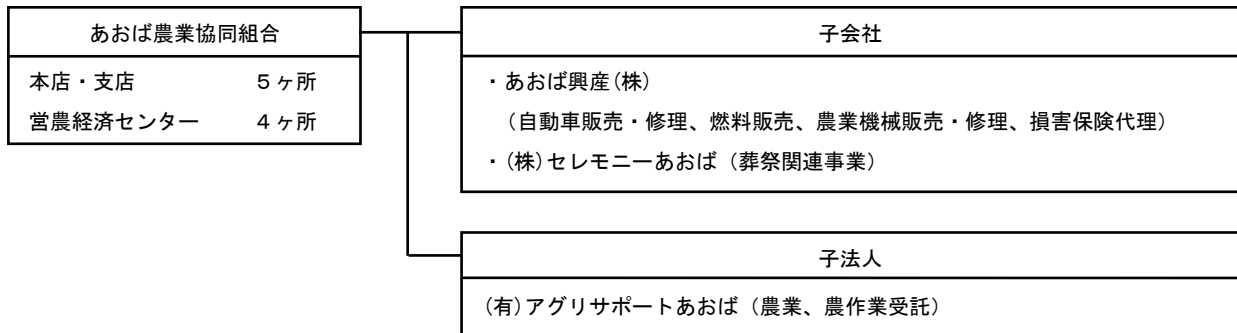 あおば農業協同組合
本店・支店 ５ヶ所
営農経済センター ４ヶ所
子会社
・あおば興産(株)
（自動車販売・修理、燃料販売、農業機械販売・修理、損害保険代理）
・(株)セレモニーあおば（葬祭関連事業）
子法人
(有)アグリサポートあおば（農業、農作業受託）